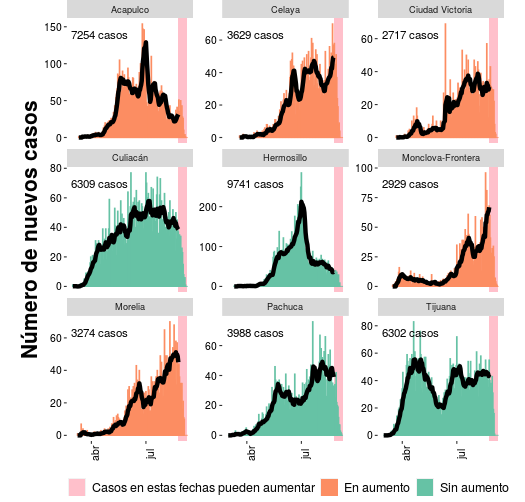 Número de nuevos casos
Acapulco
7254 casos
150
100
50
0
Celaya
3629 casos
60
40
20
0
Ciudad Victoria
2717 casos
60
40
20
0
Culiacán
6309 casos
80
60
40
20
0
Hermosillo
9741 casos
200
100
0
Monclova-Frontera
2929 casos
100
75
50
25
0
Morelia
3274 casos
60
40
20
0
Pachuca
3988 casos
60
40
20
0
Tijuana
6302 casos
80
60
40
20
0
abr
jul
abr
jul
abr
jul
Casos en estas fechas pueden aumentar
En aumento
Sin aumento